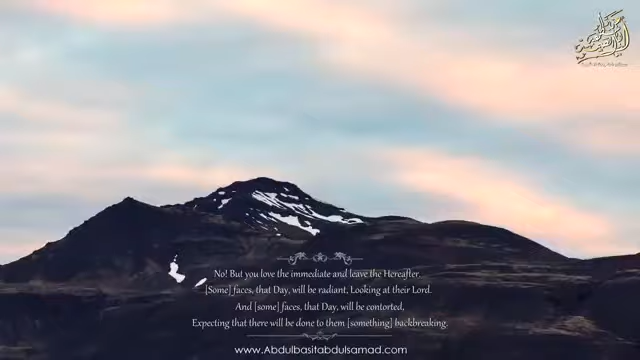 No! But you love the immediate and leave the Hereafter.
[Some] faces, that Day, will be radiant, Looking at their Lord.
And [some] faces, that Day, will be contorted,
Expecting that there will be done to them [something] backbreaking.
www.Abdulbasitabdulsamad.com